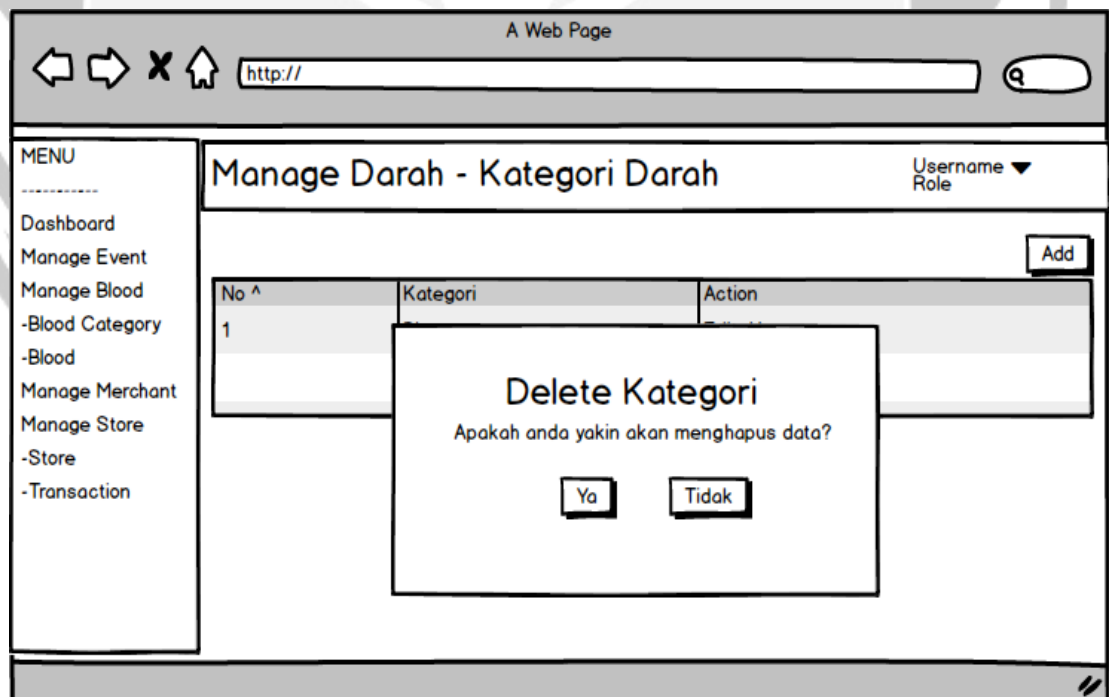 A Web Page
http://
MENU
-----------
Dashboard
Manage Event
Manage Blood
-Blood Category
-Blood
Manage Merchant
Manage Store
-Store
-Transaction
Manage Darah - Kategori Darah
Username ▼
Role
Add
No ^ Kategori Action
1
Delete Kategori
Apakah anda yakin akan menghapus data?
Ya Tidak